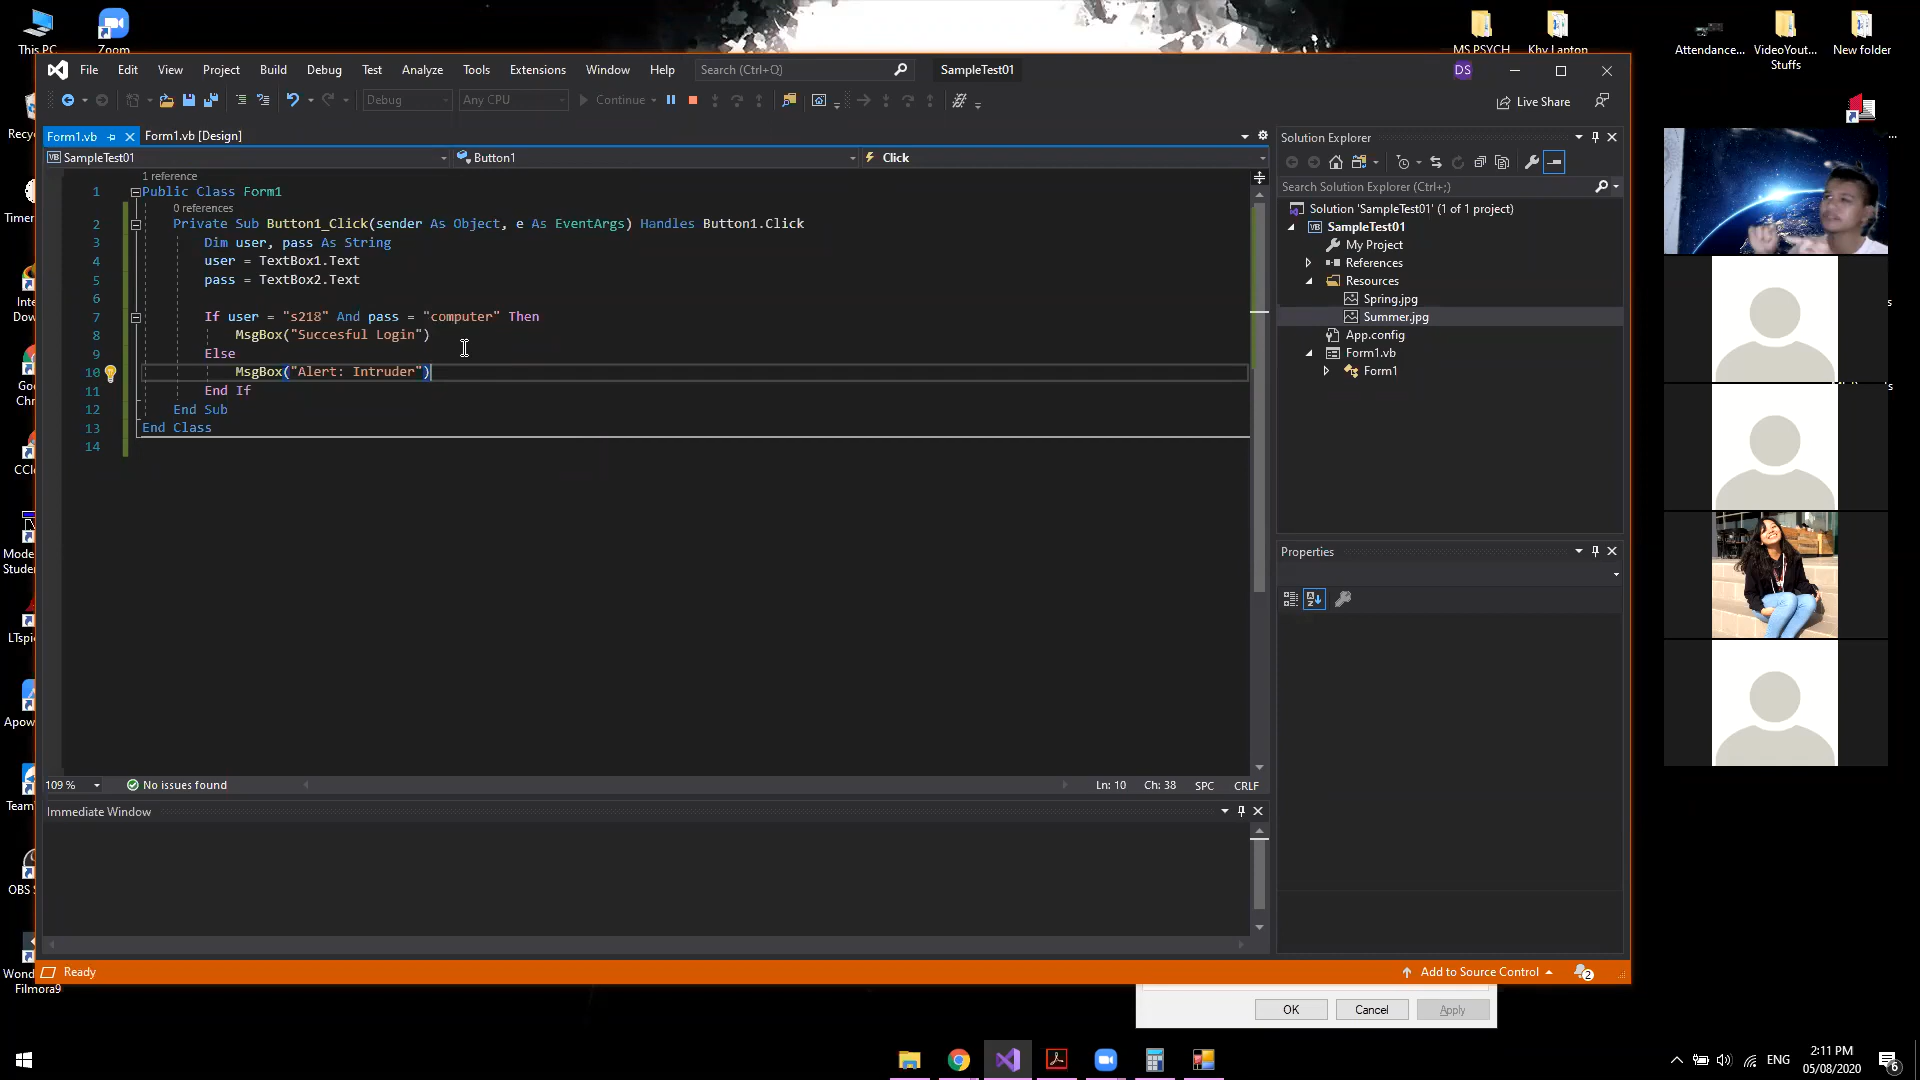 This PC
Zoom
MS PSYCH
Khy Laptop
Attendance...
VideoYout...
Stuffs
New folder
File Edit View Project Build Debug Test Analyze Tools Extensions Window Help
Search (Ctrl+Q)
SampleTest01
DS
Debug
Any CPU
Continue
Live Share
Form1.vb
Form1.vb [Design]
SampleTest01
Button1
Click
1 reference
1 Public Class Form1
0 references
2 Private Sub Button1_Click(sender As Object, e As EventArgs) Handles Button1.Click
3 Dim user, pass As String
4 user = TextBox1.Text
5 pass = TextBox2.Text
6
7 If user = "s218" And pass = "computer" Then
8 MsgBox("Succesful Login")
9 Else
10 MsgBox("Alert: Intruder")
11 End If
12 End Sub
13 End Class
14
109 %
No issues found
Ln: 10 Ch: 38 SPC CRLF
Immediate Window
Solution Explorer
Search Solution Explorer (Ctrl+;)
Solution 'SampleTest01' (1 of 1 project)
VB SampleTest01
My Project
References
Resources
Spring.jpg
Summer.jpg
App.config
Form1.vb
Form1
Properties
Recyc
Timer
Inte
Dow
Go
Chr
CCle
Mode
Studen
LTspi
Apow
TeamV
OBS S
Wond
Filmora9
Ready
Add to Source Control
2
OK
Cancel
Apply
ENG
2:11 PM
05/08/2020
6